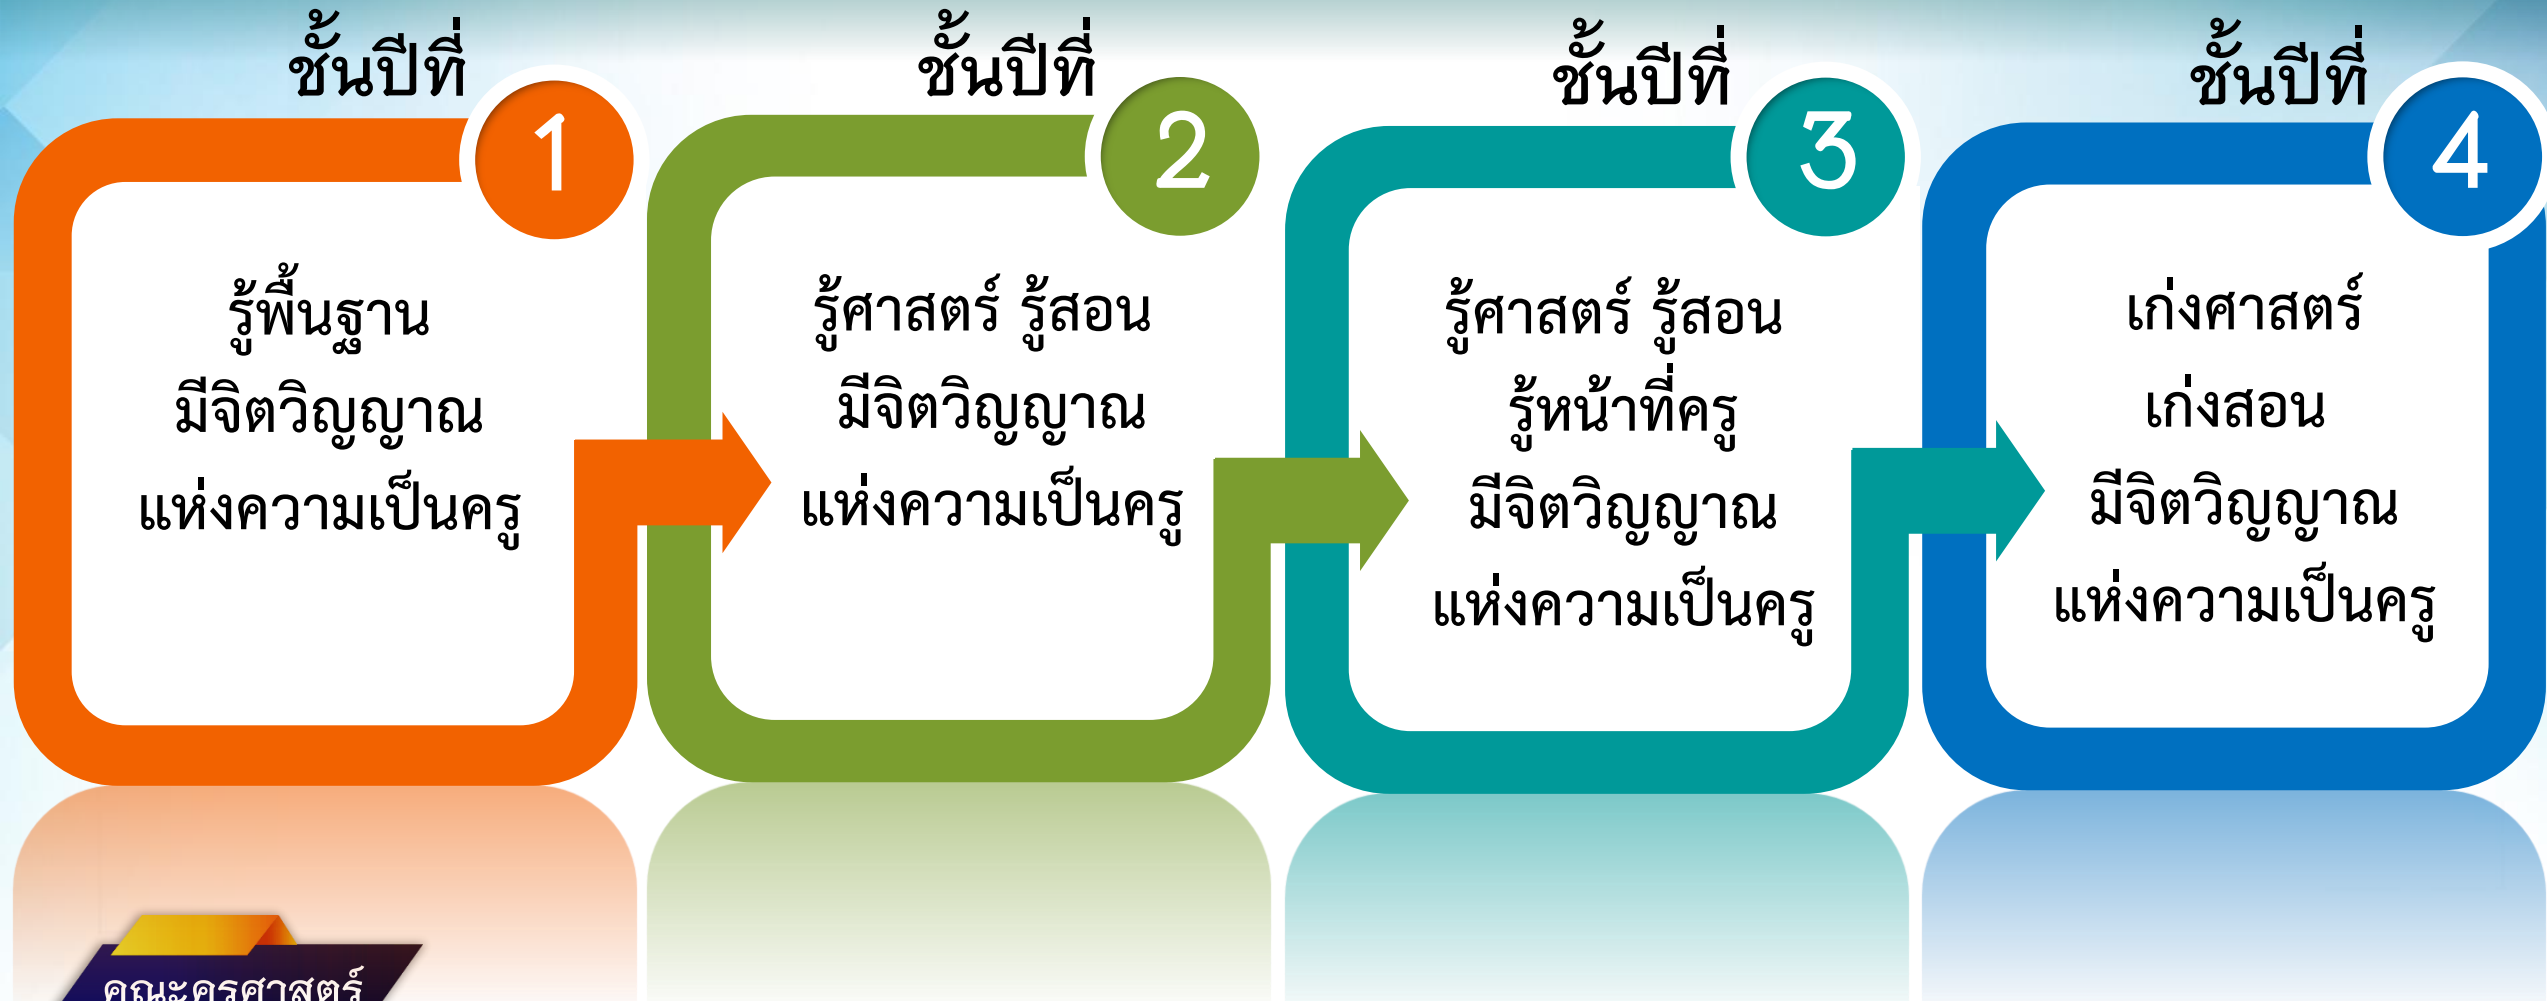 ชั้นปีที่
1
รู้พื้นฐาน
มีจิตวิญญาณ
แห่งความเป็นครู
ชั้นปีที่
2
รู้ศาสตร์ รู้สอน
มีจิตวิญญาณ
แห่งความเป็นครู
ชั้นปีที่
3
รู้ศาสตร์ รู้สอน
รู้หน้าที่ครู
มีจิตวิญญาณ
แห่งความเป็นครู
ชั้นปีที่
4
เก่งศาสตร์
เก่งสอน
มีจิตวิญญาณ
แห่งความเป็นครู
คณะครุศาสตร์